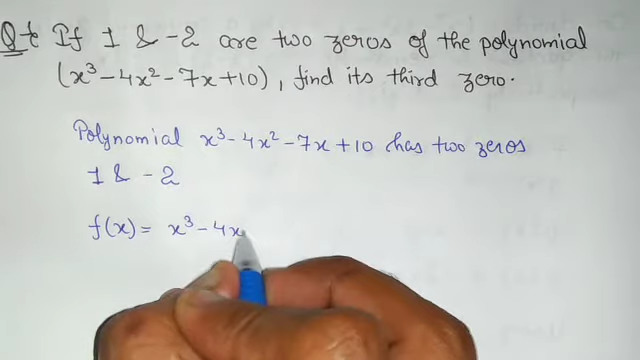 Q꞉ If 1 & -2 are two zeros of the polynomial
(x³-4x²-7x+10), find its third zero.
Polynomial x³-4x²-7x+10 has two zeros
1 & -2
f(x) = x³-4x